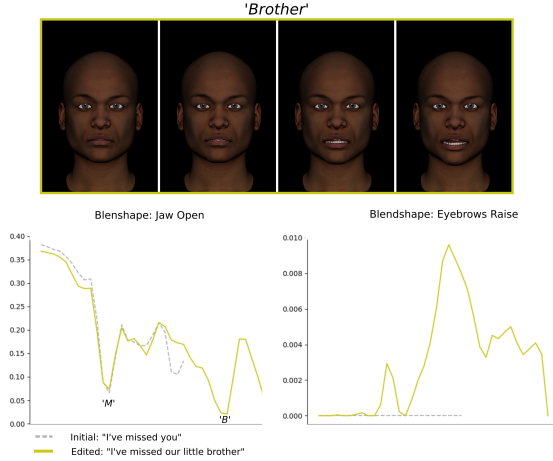 'Brother'
Blenshape: Jaw Open
Blendshape: Eyebrows Raise
0.40
0.35
0.30
0.25
0.20
0.15
0.10
0.05
0.00
'M'
'B'
0.010
0.008
0.006
0.004
0.002
0.000
Initial: "I've missed you"
Edited: "I've missed our little brother"